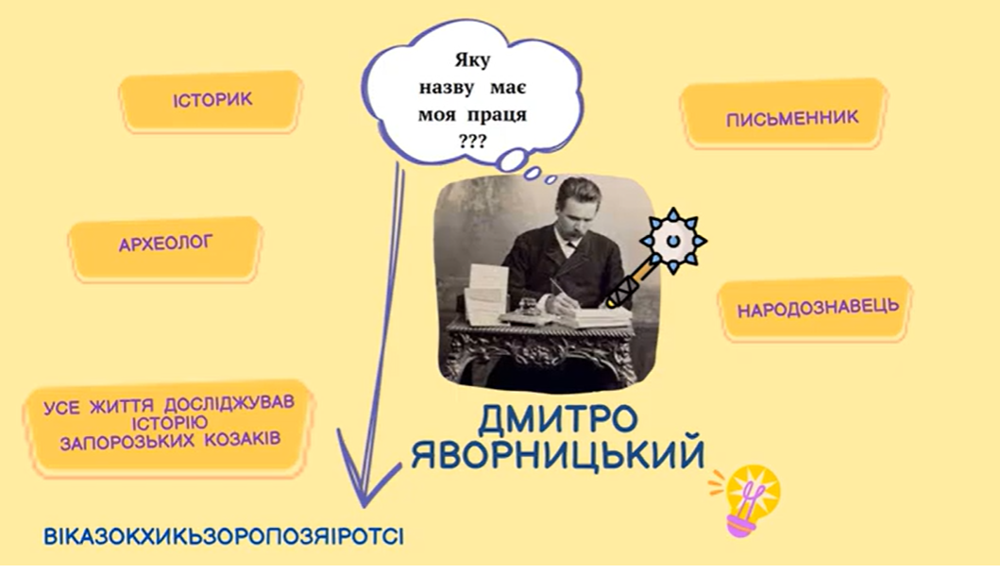 Яку
назву має
моя праця
???
ІСТОРИК
ПИСЬМЕННИК
АРХЕОЛОГ
НАРОДОЗНАВЕЦЬ
УСЕ ЖИТТЯ ДОСЛІДЖУВАВ
ІСТОРІЮ
ЗАПОРОЗЬКИХ КОЗАКІВ
ДМИТРО
ЯВОРНИЦЬКИЙ
ВІКАЗОКХИКЬЗОРОПОЗЯІРОТСІ